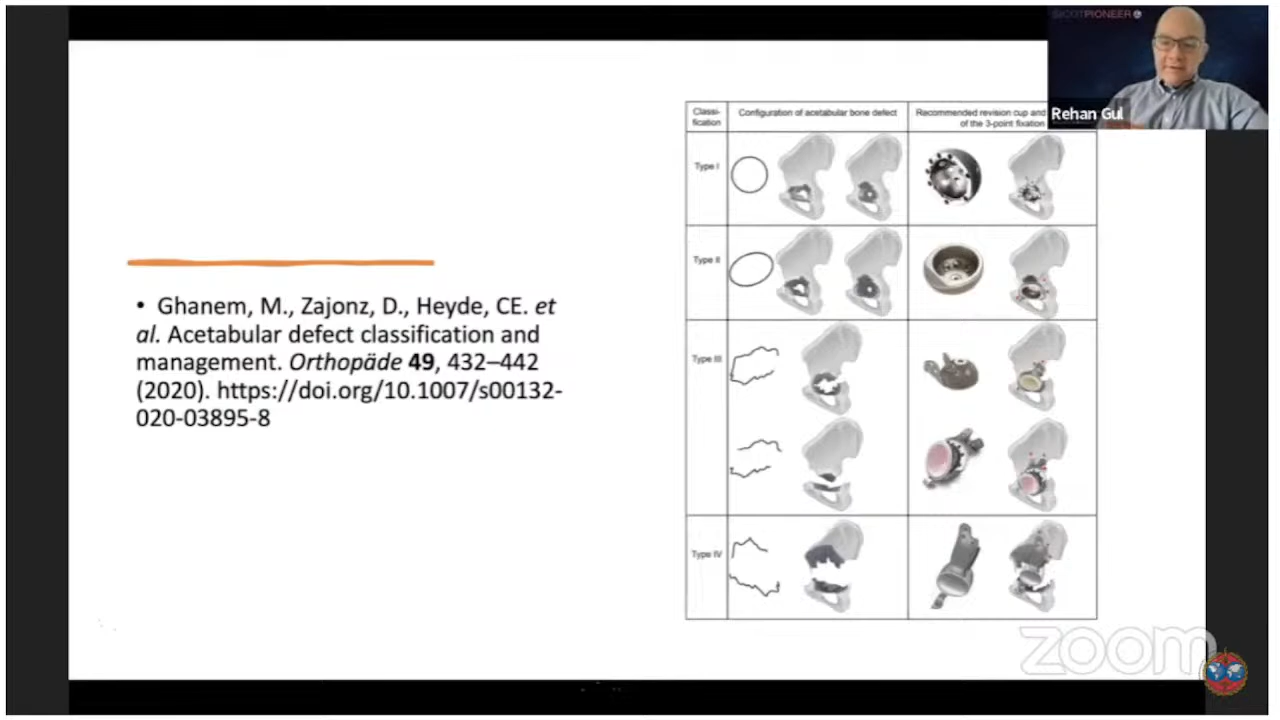 SICOTPIONEER
Rehan Gul
• Ghanem, M., Zajonz, D., Heyde, CE. et
al. Acetabular defect classification and
management. Orthopäde 49, 432–442
(2020). https://doi.org/10.1007/s00132-
020-03895-8
Classi-
fication
Configuration of acetabular bone defect
Recommended revision cup and
of the 3-point fixation
Type I
Type II
Type III
Type IV
zoom